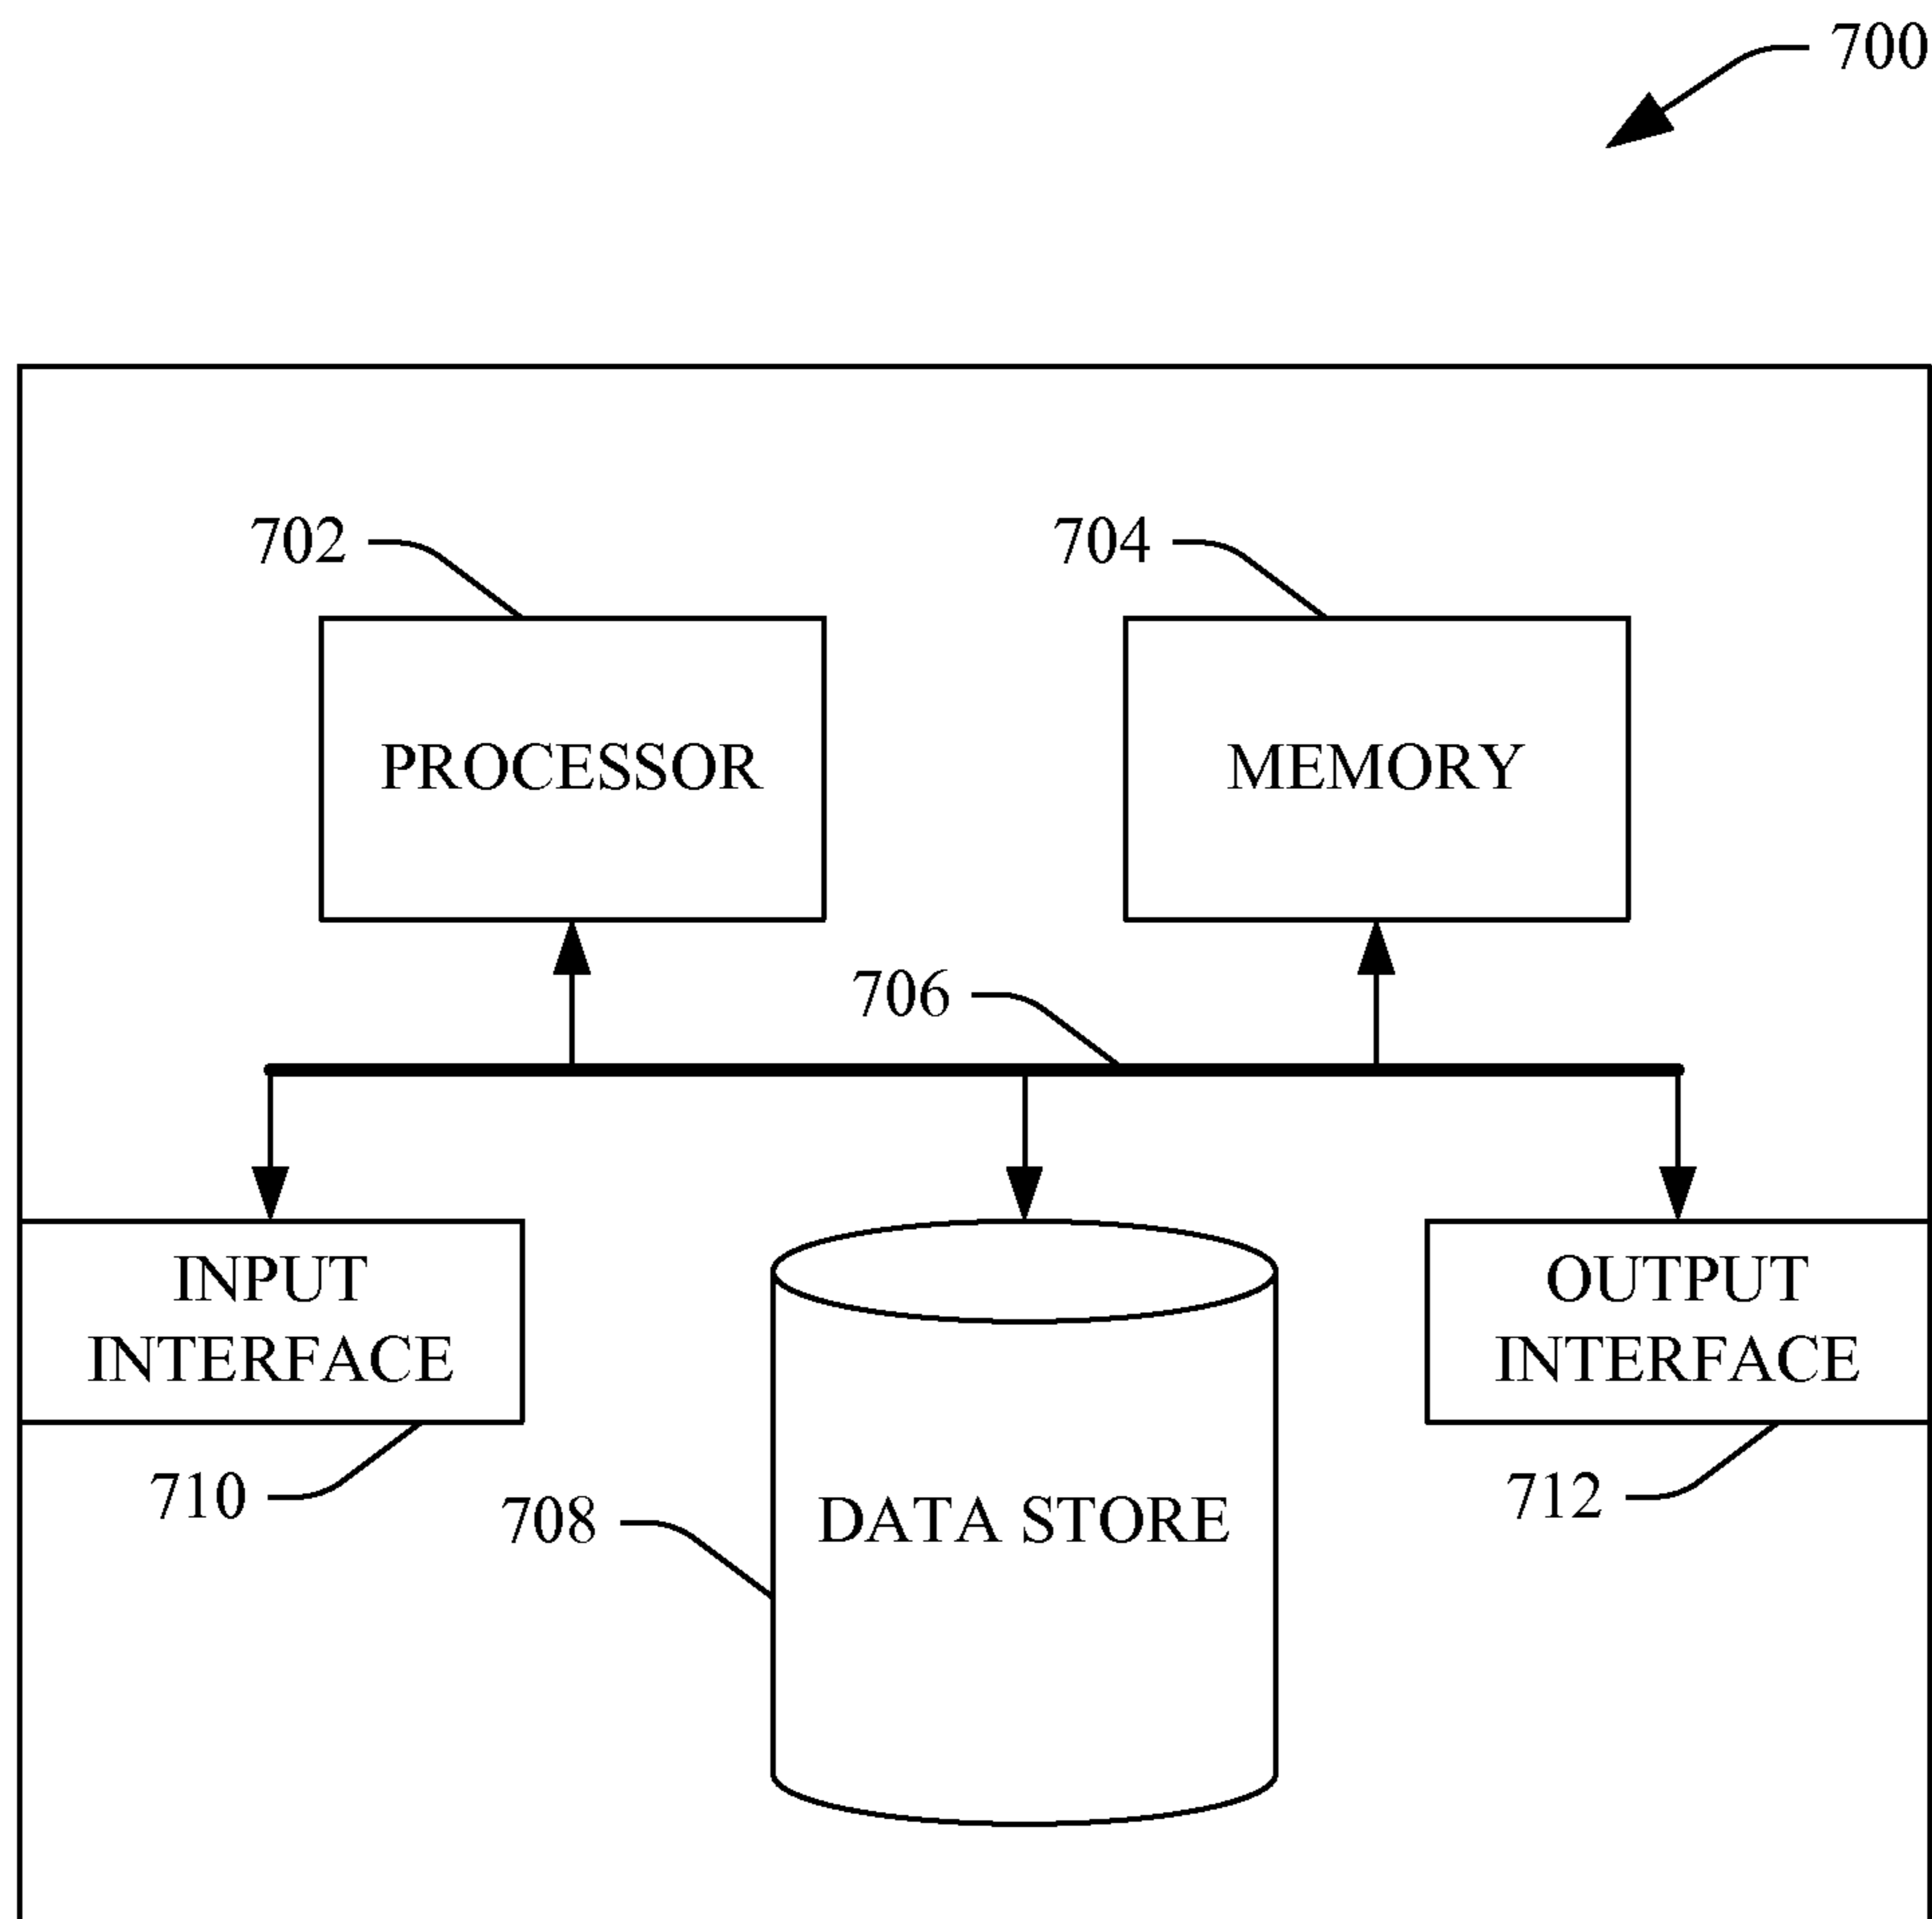 700
702
704
PROCESSOR
MEMORY
706
INPUT
INTERFACE
OUTPUT
INTERFACE
710
708
DATA STORE
712